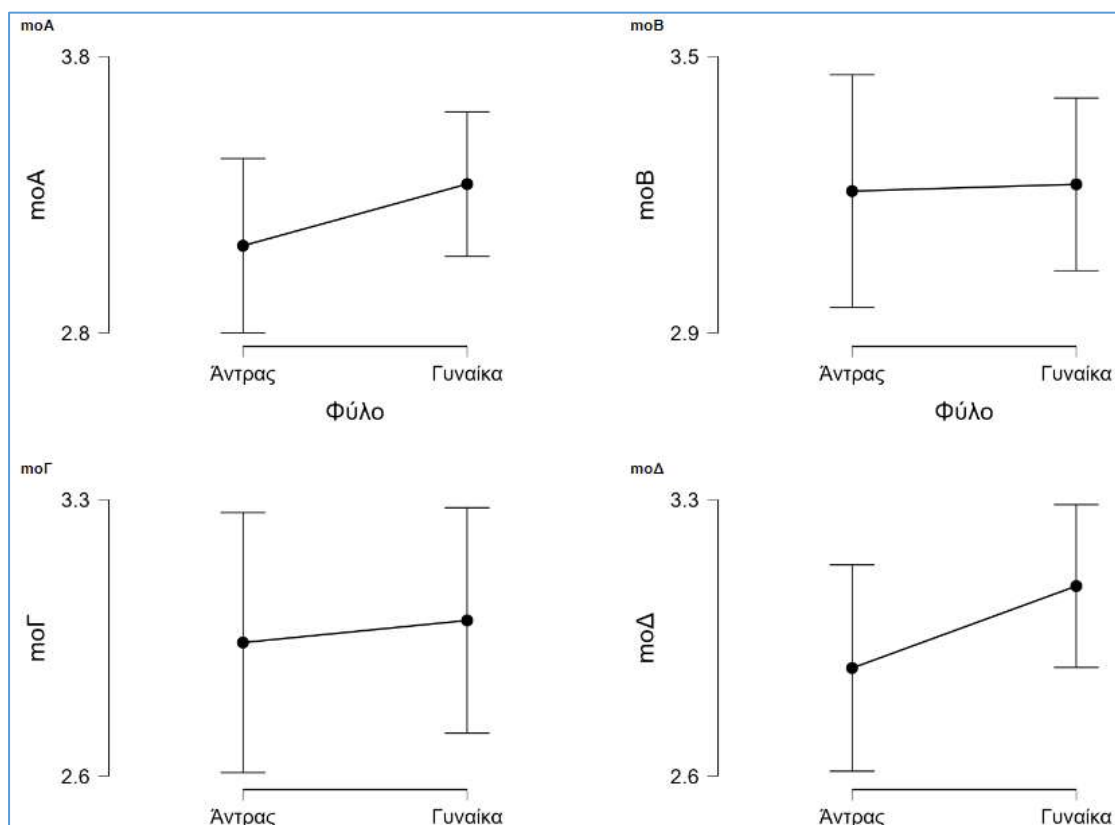 moA
3.8
moA
2.8
Άντρας Γυναίκα
Φύλο
moB
3.5
moB
2.9
Άντρας Γυναίκα
Φύλο
moΓ
3.3
moΓ
2.6
Άντρας Γυναίκα
moΔ
3.3
moΔ
2.6
Άντρας Γυναίκα